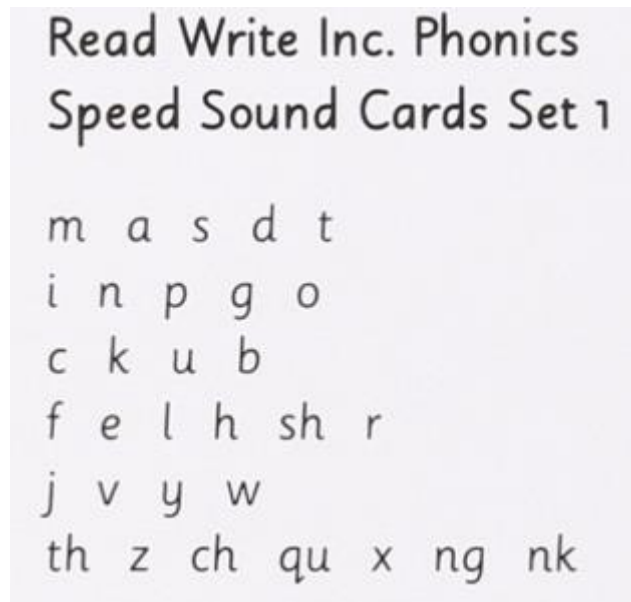 Read Write Inc. Phonics
Speed Sound Cards Set 1
m a s d t
i n p g o
c k u b
f e l h sh r
j v y w
th z ch qu x ng nk